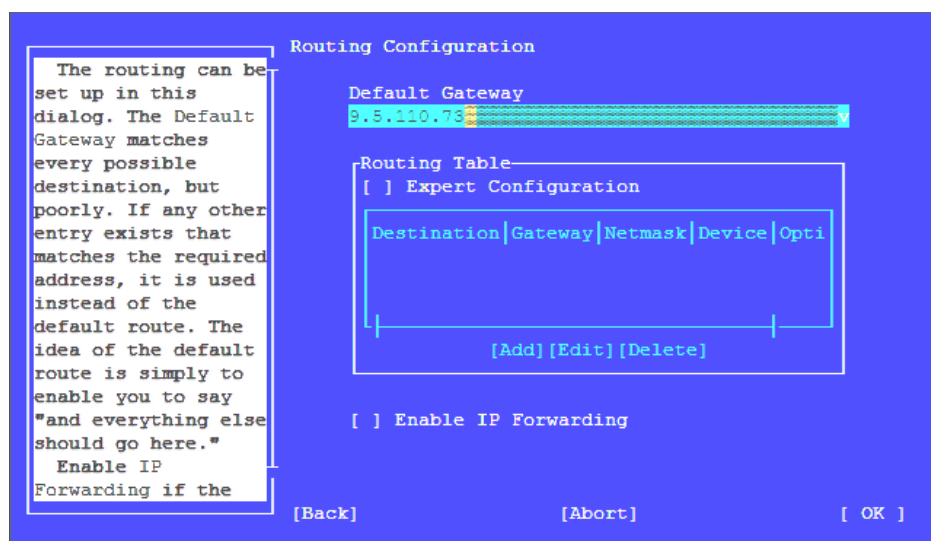 Routing Configuration
The routing can be
set up in this
dialog. The Default
Gateway matches
every possible
destination, but
poorly. If any other
entry exists that
matches the required
address, it is used
instead of the
default route. The
idea of the default
route is simply to
enable you to say
"and everything else
should go here."
Enable IP
Forwarding if the
Default Gateway
9.5.110.73 v
Routing Table
[ ] Expert Configuration
Destination|Gateway|Netmask|Device|Opti
[Add][Edit][Delete]
[ ] Enable IP Forwarding
[Back] [Abort] [ OK ]